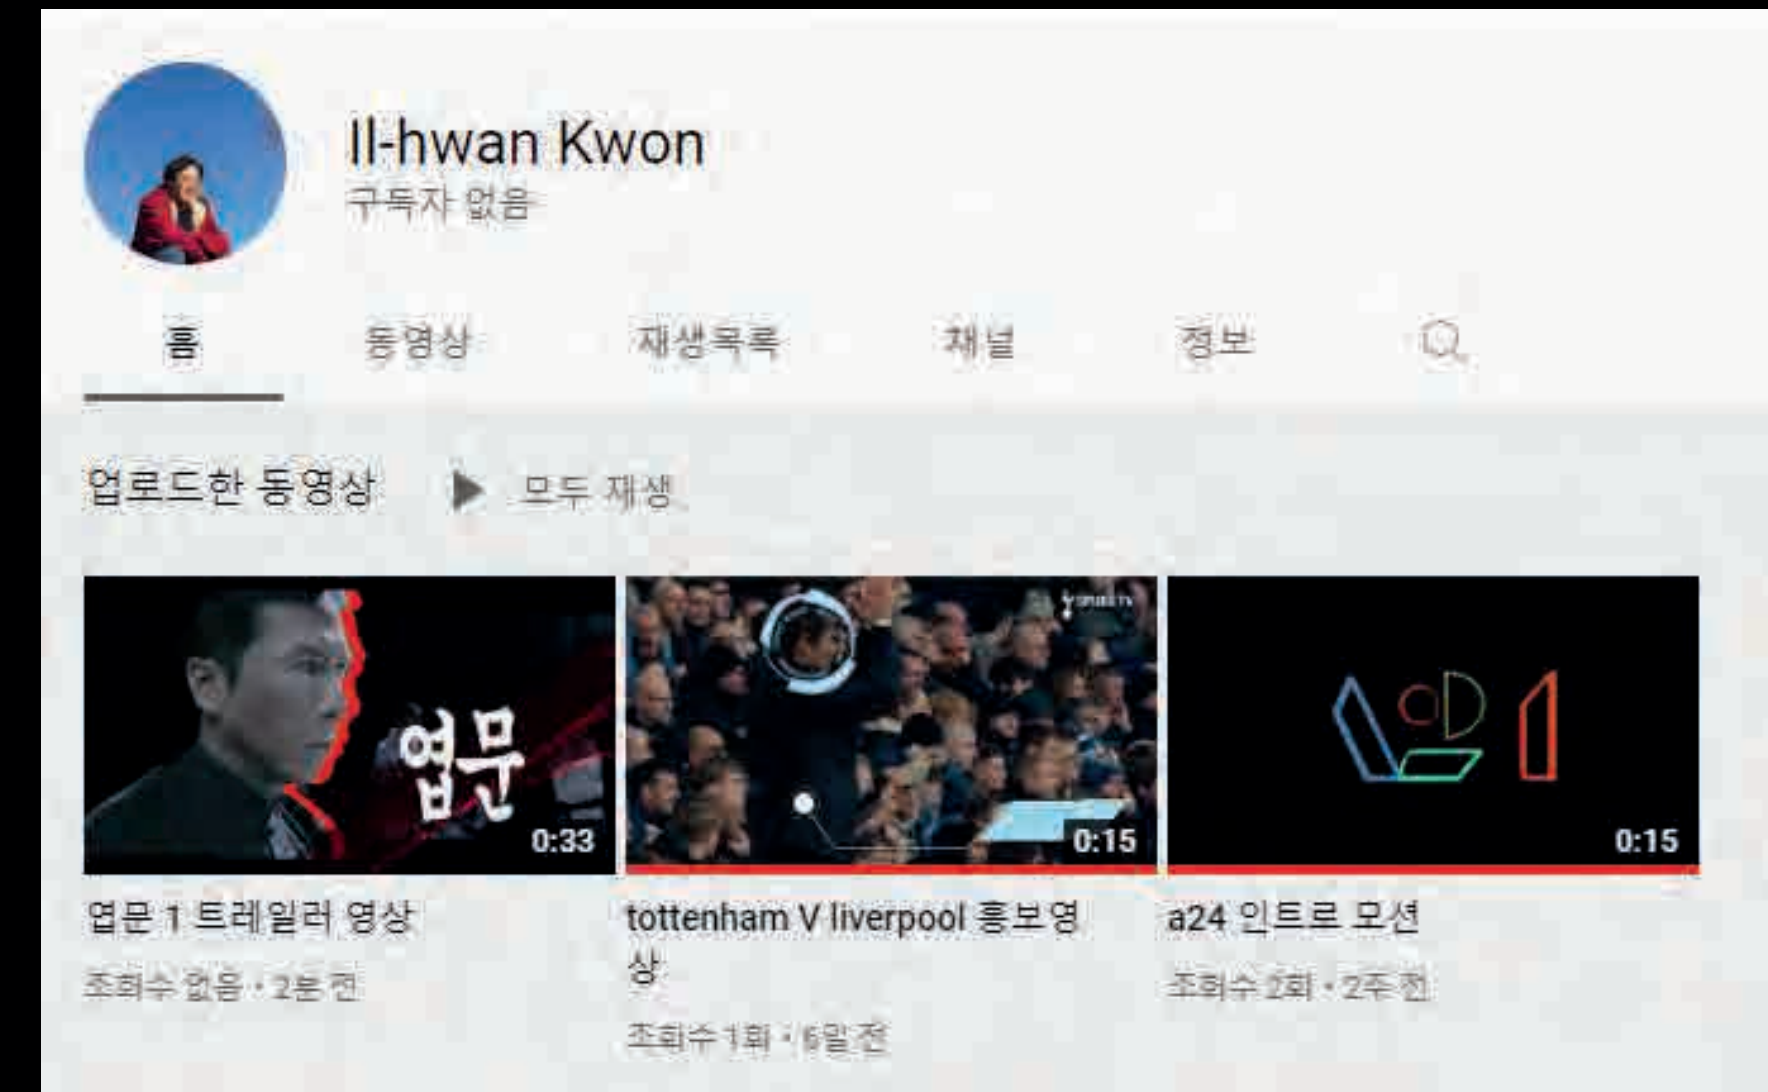 Il-hwan Kwon
구독자 없음
홈 동영상 재생목록 채널 정보
업로드한 동영상 모두 재생
엽문
0:33
SPURS TV
0:15
0:15
엽문 1 트레일러 영상
조회수 없음 · 2분 전
tottenham V liverpool 홍보영
상
조회수 1회 · 6일 전
a24 인트로 모션
조회수 2회 · 2주 전